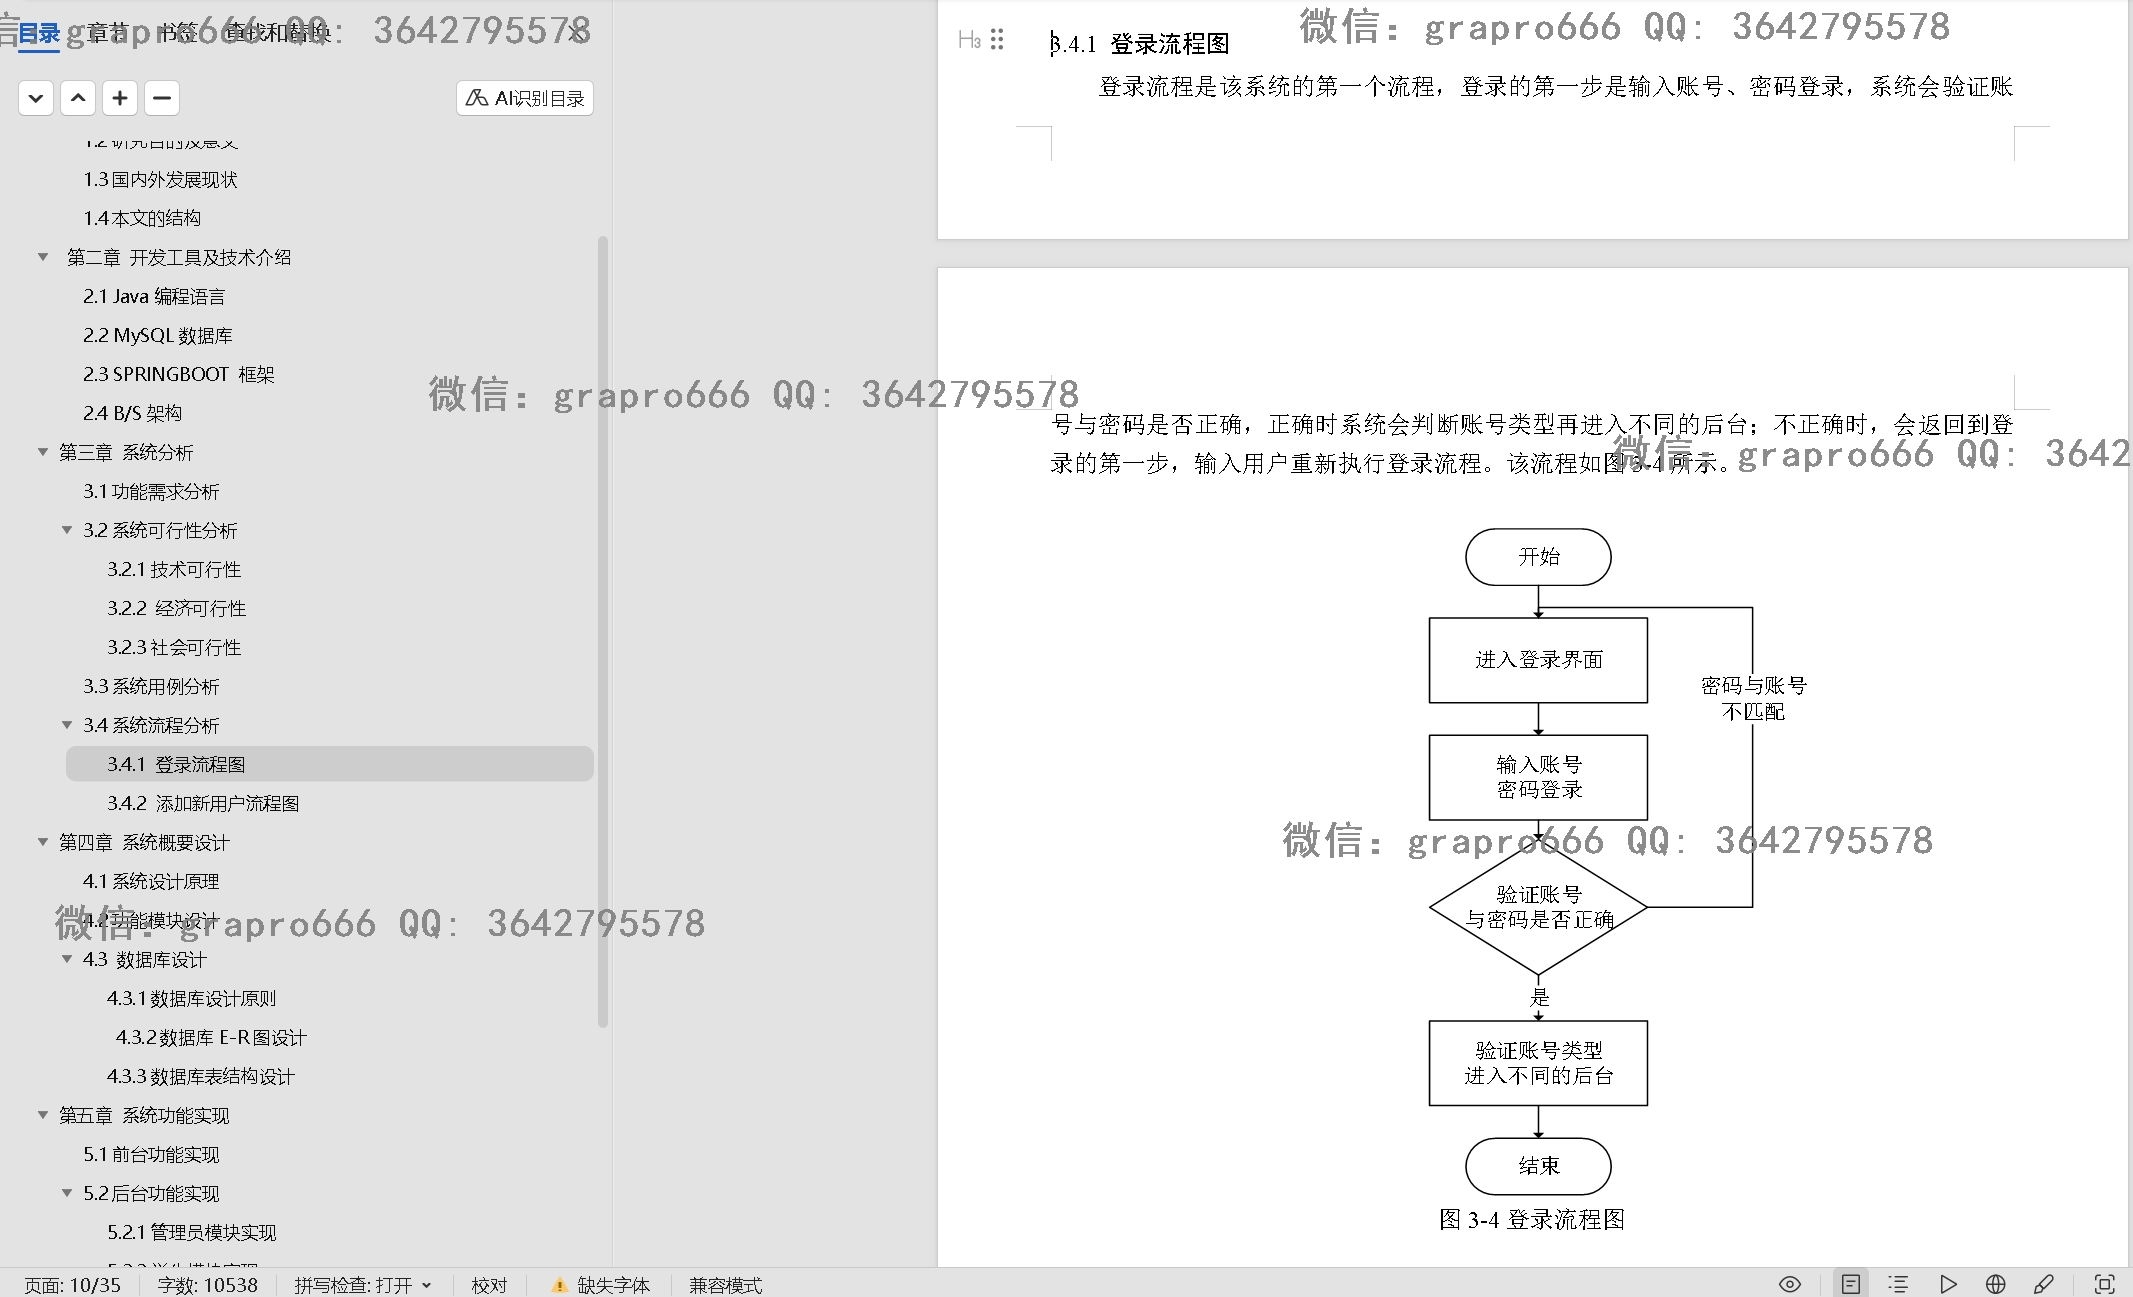 目录 章节 书签 查找和替换
微信: grapro666 QQ: 3642795578
AI识别目录
1.2 研究目的及意义
1.3 国内外发展现状
1.4 本文的结构
第二章 开发工具及技术介绍
2.1 Java 编程语言
2.2 MySQL 数据库
2.3 SPRINGBOOT 框架
2.4 B/S 架构
第三章 系统分析
3.1 功能需求分析
3.2 系统可行性分析
3.2.1 技术可行性
3.2.2 经济可行性
3.2.3 社会可行性
3.3 系统用例分析
3.4 系统流程分析
3.4.1 登录流程图
3.4.2 添加新用户流程图
第四章 系统概要设计
4.1 系统设计原理
4.2 功能模块设计
微信: grapro666 QQ: 3642795578
4.3 数据库设计
4.3.1 数据库设计原则
4.3.2 数据库 E-R 图设计
4.3.3 数据库表结构设计
第五章 系统功能实现
5.1 前台功能实现
5.2 后台功能实现
5.2.1 管理员模块实现
微信: grapro666 QQ: 3642795578
H3
3.4.1 登录流程图
登录流程是该系统的第一个流程，登录的第一步是输入账号、密码登录，系统会验证账
微信: grapro666 QQ: 3642795578
号与密码是否正确，正确时系统会判断账号类型再进入不同的后台；不正确时，会返回到登
录的第一步，输入用户重新执行登录流程。该流程如图 3-4 所示。
微信: grapro666 QQ: 3642
开始
进入登录界面
密码与账号
不匹配
输入账号
密码登录
微信: grapro666 QQ: 3642795578
验证账号
与密码是否正确
是
验证账号类型
进入不同的后台
结束
图 3-4 登录流程图
页面: 10/35 字数: 10538 拼写检查: 打开 校对 缺失字体 兼容模式